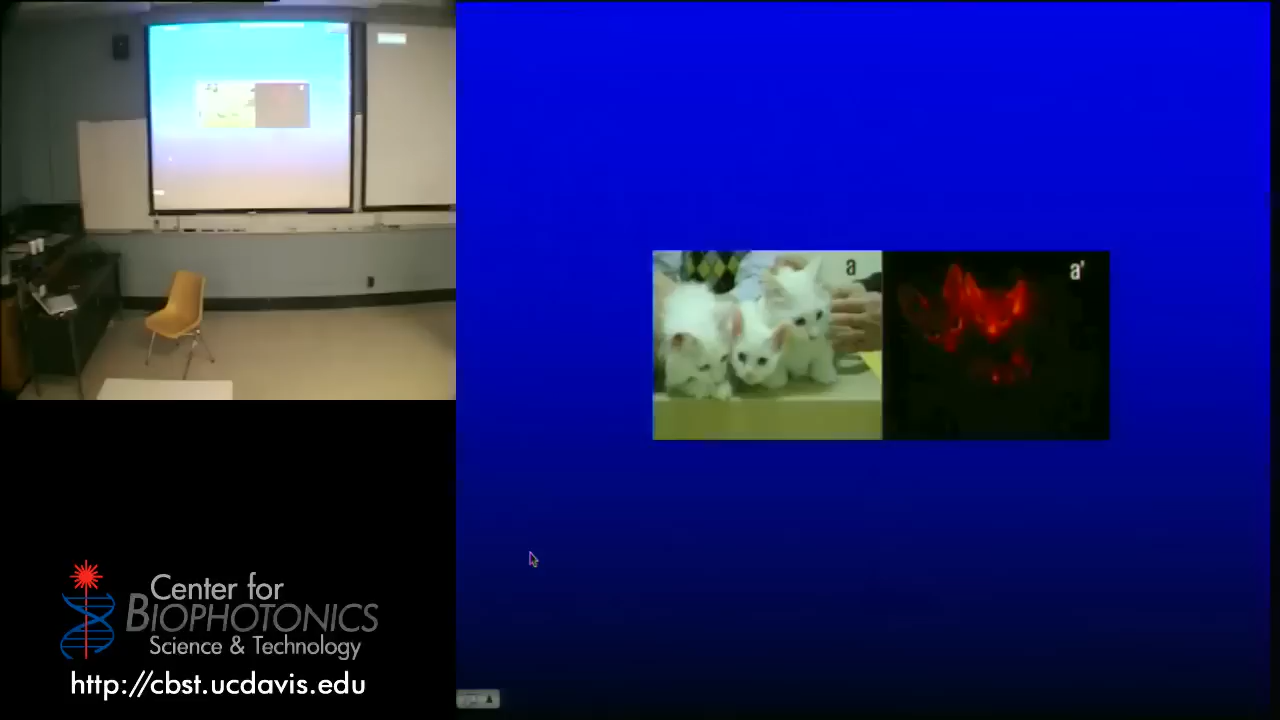 a
a'
Center for
BIOPHOTONICS
Science & Technology
http://cbst.ucdavis.edu